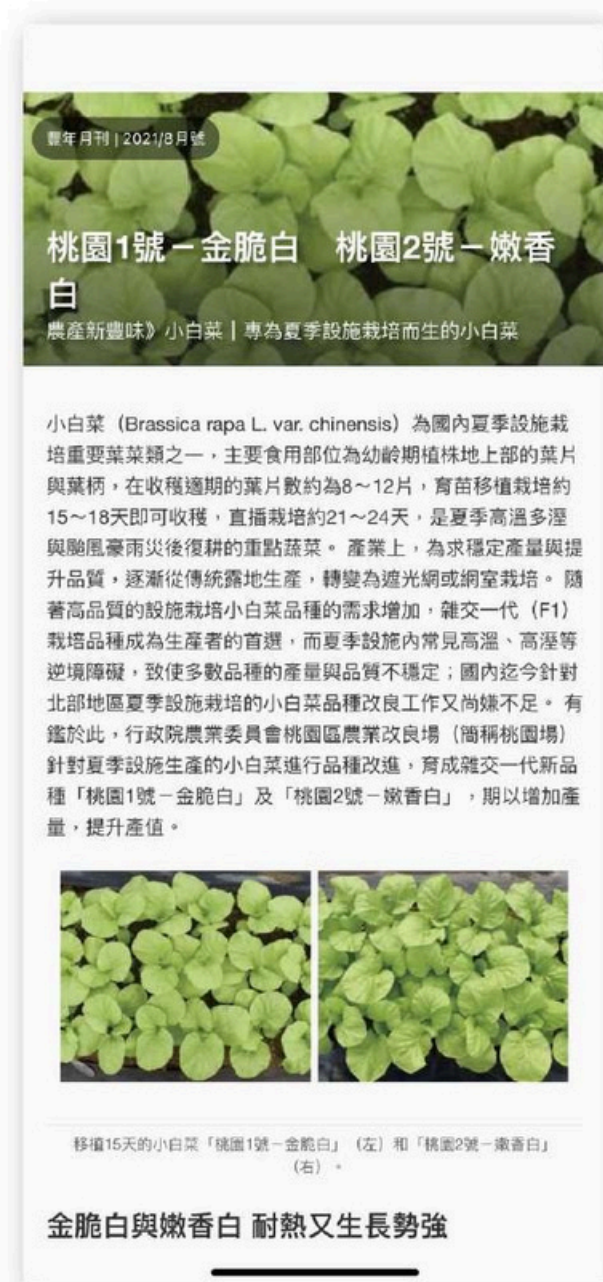 豐年月刊 | 2021/8月號
桃園1號－金脆白　桃園2號－嫩香
白
農產新豐味》小白菜｜專為夏季設施栽培而生的小白菜
小白菜（Brassica rapa L. var. chinensis）為國內夏季設施栽
培重要葉菜類之一，主要食用部位為幼齡期植株地上部的葉片
與葉柄，在收穫適期的葉片數約為8～12片，育苗移植栽培約
15～18天即可收穫，直播栽培約21～24天，是夏季高溫多溼
與颱風豪雨災後復耕的重點蔬菜。 產業上，為求穩定產量與提
升品質，逐漸從傳統露地生產，轉變為遮光網或網室栽培。 隨
著高品質的設施栽培小白菜品種的需求增加，雜交一代（F1）
栽培品種成為生產者的首選，而夏季設施內常見高溫、高溼等
逆境障礙，致使多數品種的產量與品質不穩定；國內迄今針對
北部地區夏季設施栽培的小白菜品種改良工作又尚嫌不足。 有
鑑於此，行政院農業委員會桃園區農業改良場（簡稱桃園場）
針對夏季設施生產的小白菜進行品種改進，育成雜交一代新品
種「桃園1號－金脆白」及「桃園2號－嫩香白」，期以增加產
量，提升產值。
移植15天的小白菜「桃園1號－金脆白」（左）和「桃園2號－嫩香白」
（右）。
金脆白與嫩香白 耐熱又生長勢強